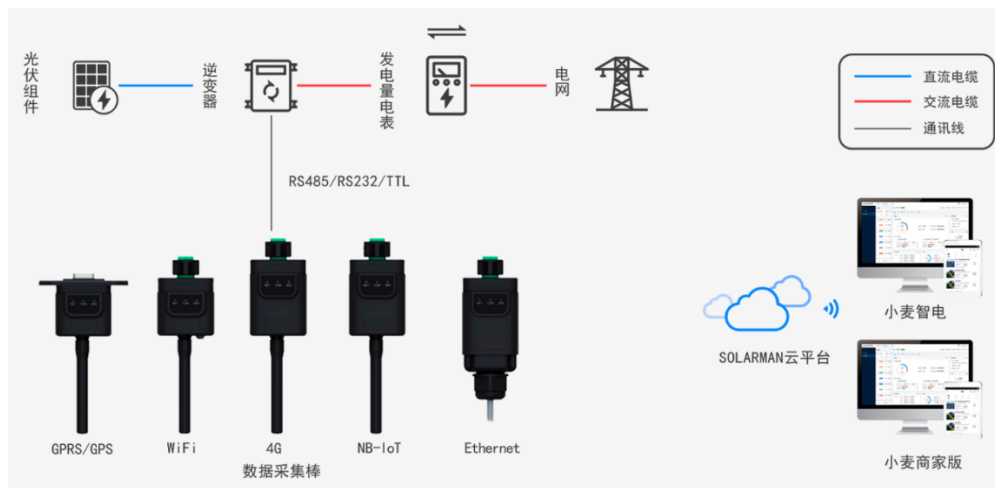 光伏组件
逆变器
发电量电表
电网
直流电缆
交流电缆
通讯线
RS485/RS232/TTL
小麦智电
SOLARMAN云平台
GPRS/GPS
WiFi
4G
NB-IoT
Ethernet
数据采集棒
小麦商家版